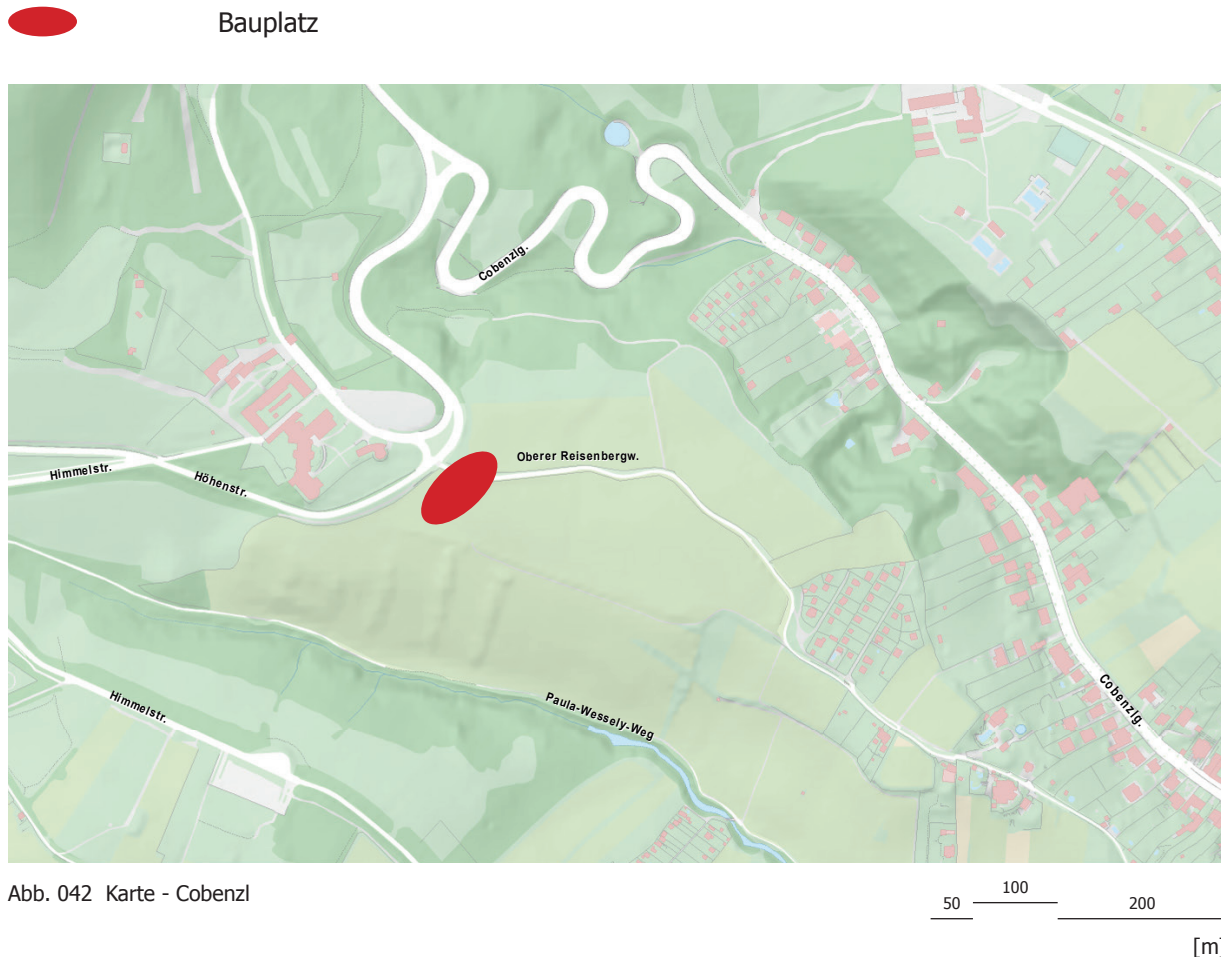 Bauplatz
Cobenzlg.
Oberer Reisenbergw.
Himmelstr.
Höhenstr.
Paula-Wessely-Weg
Himmelstr.
Cobenzlg.
Abb. 042 Karte - Cobenzl
50 100 200
[m]